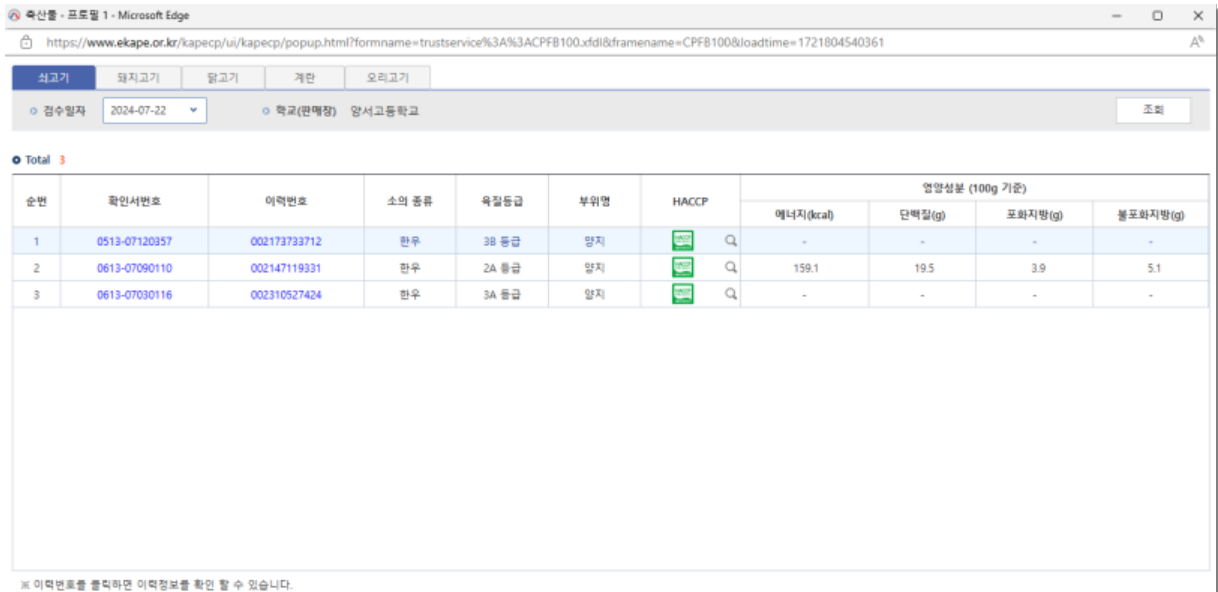 축산물 - 프로필 1 - Microsoft Edge
https://www.ekape.or.kr/kapecp/ui/kapecp/popup.html?formname=trustservice%3A%3ACPFB100.xfdl&framename=CPFB100&loadtime=1721804540361
쇠고기 돼지고기 닭고기 계란 오리고기
검수일자 2024-07-22 학교(판매장) 양서고등학교 조회
Total 3
순번 확인서번호 이력번호 소의 종류 육질등급 부위명 HACCP 영양성분 (100g 기준)
에너지(kcal) 단백질(g) 포화지방(g) 불포화지방(g)
1 0513-07120357 002173733712 한우 3B 등급 양지 HACCP - - - -
2 0613-07090110 002147119331 한우 2A 등급 양지 HACCP 159.1 19.5 3.9 5.1
3 0613-07030116 002310527424 한우 3A 등급 양지 HACCP - - - -
※ 이력번호를 클릭하면 이력정보를 확인 할 수 있습니다.